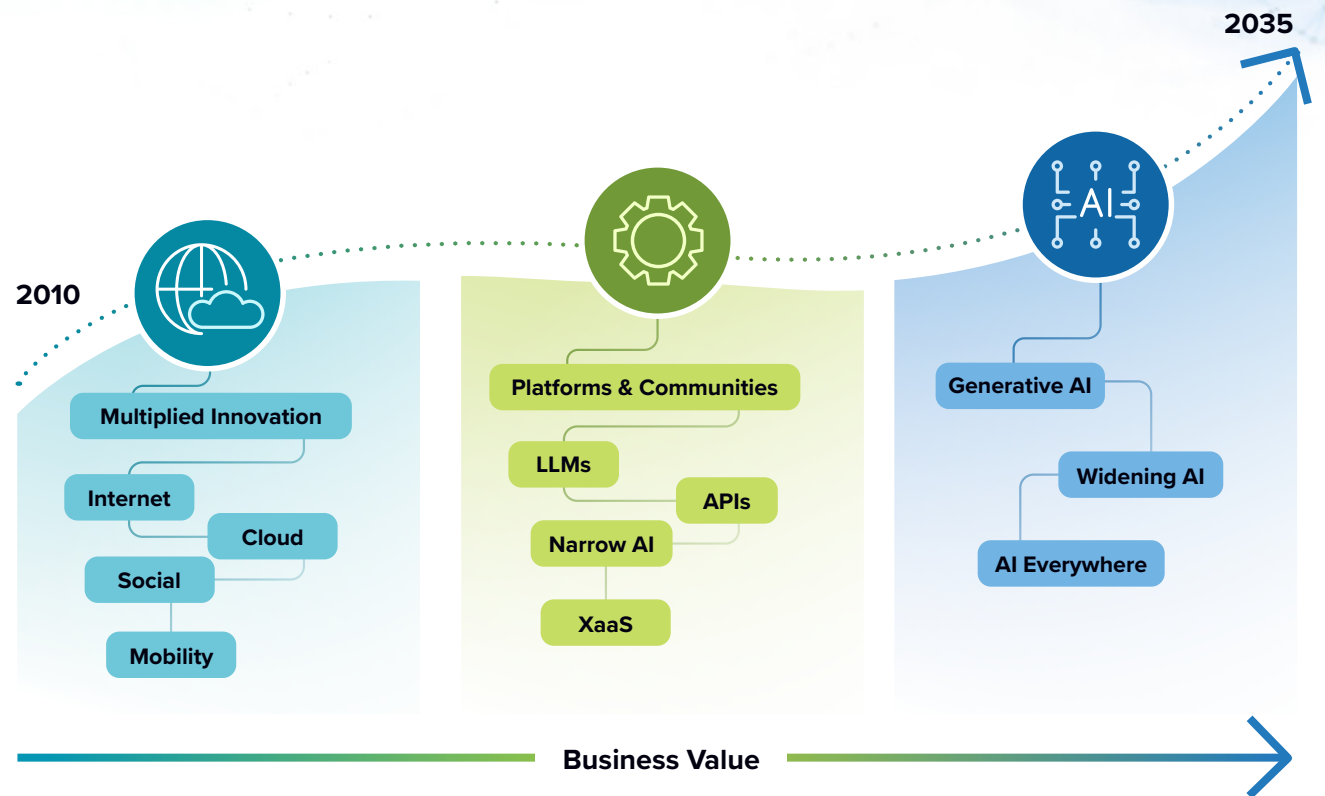 2035
AI
2010
Multiplied Innovation
Internet
Cloud
Social
Mobility
Platforms & Communities
LLMs
APIs
Narrow AI
XaaS
Generative AI
Widening AI
AI Everywhere
Business Value